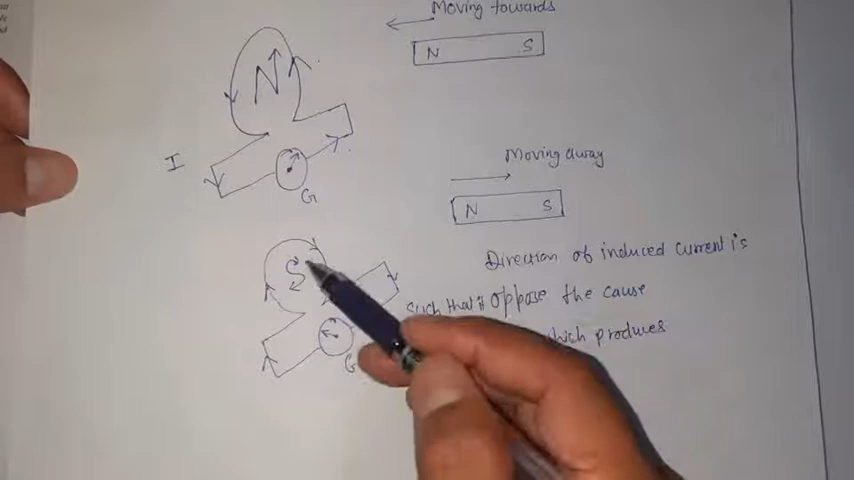 Moving towards
N
N S
I
G
Moving away
N S
S
G
Direction of induced current is
such that it oppose the cause
which produces